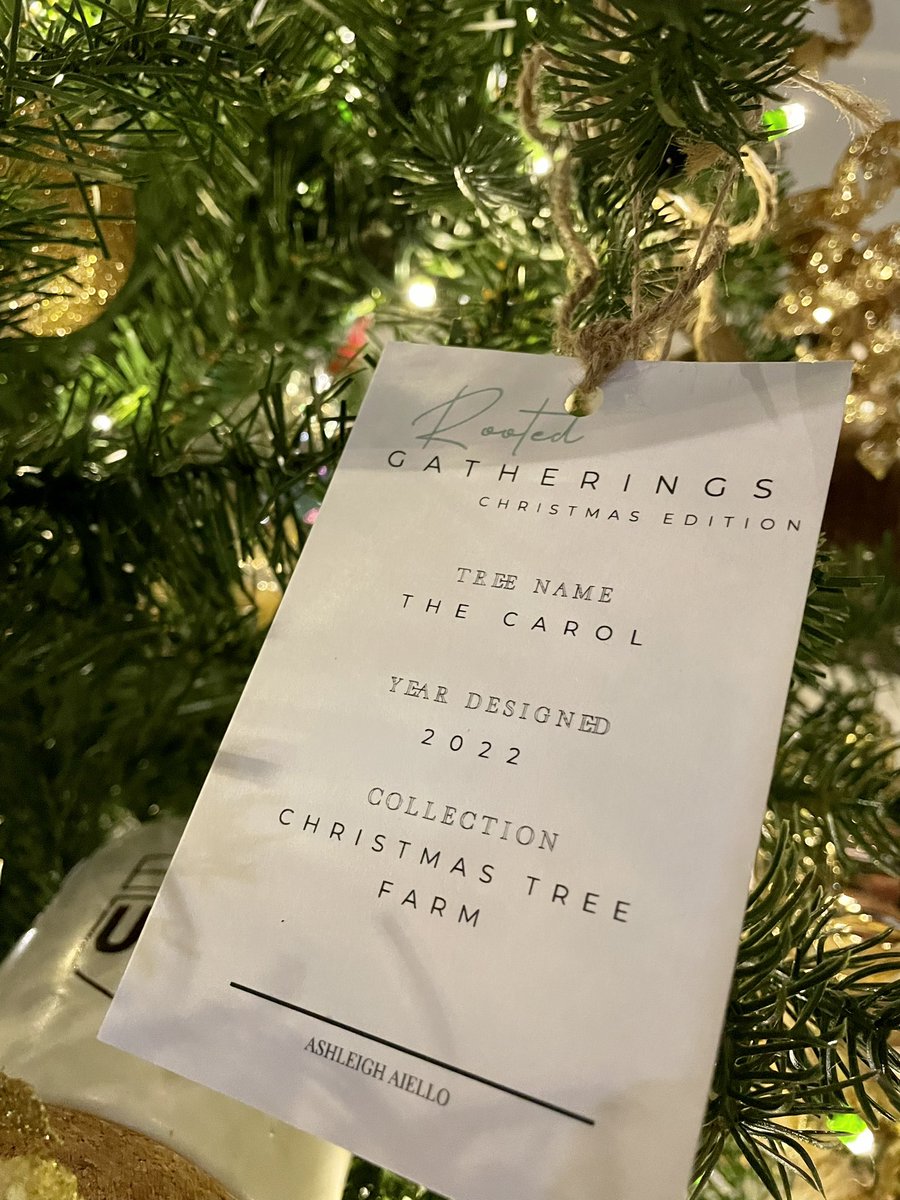 Rooted
GATHERINGS
CHRISTMAS EDITION
TREE NAME
THE CAROL
YEAR DESIGNED
2022
COLLECTION
CHRISTMAS TREE
FARM
ASHLEIGH AIELLO